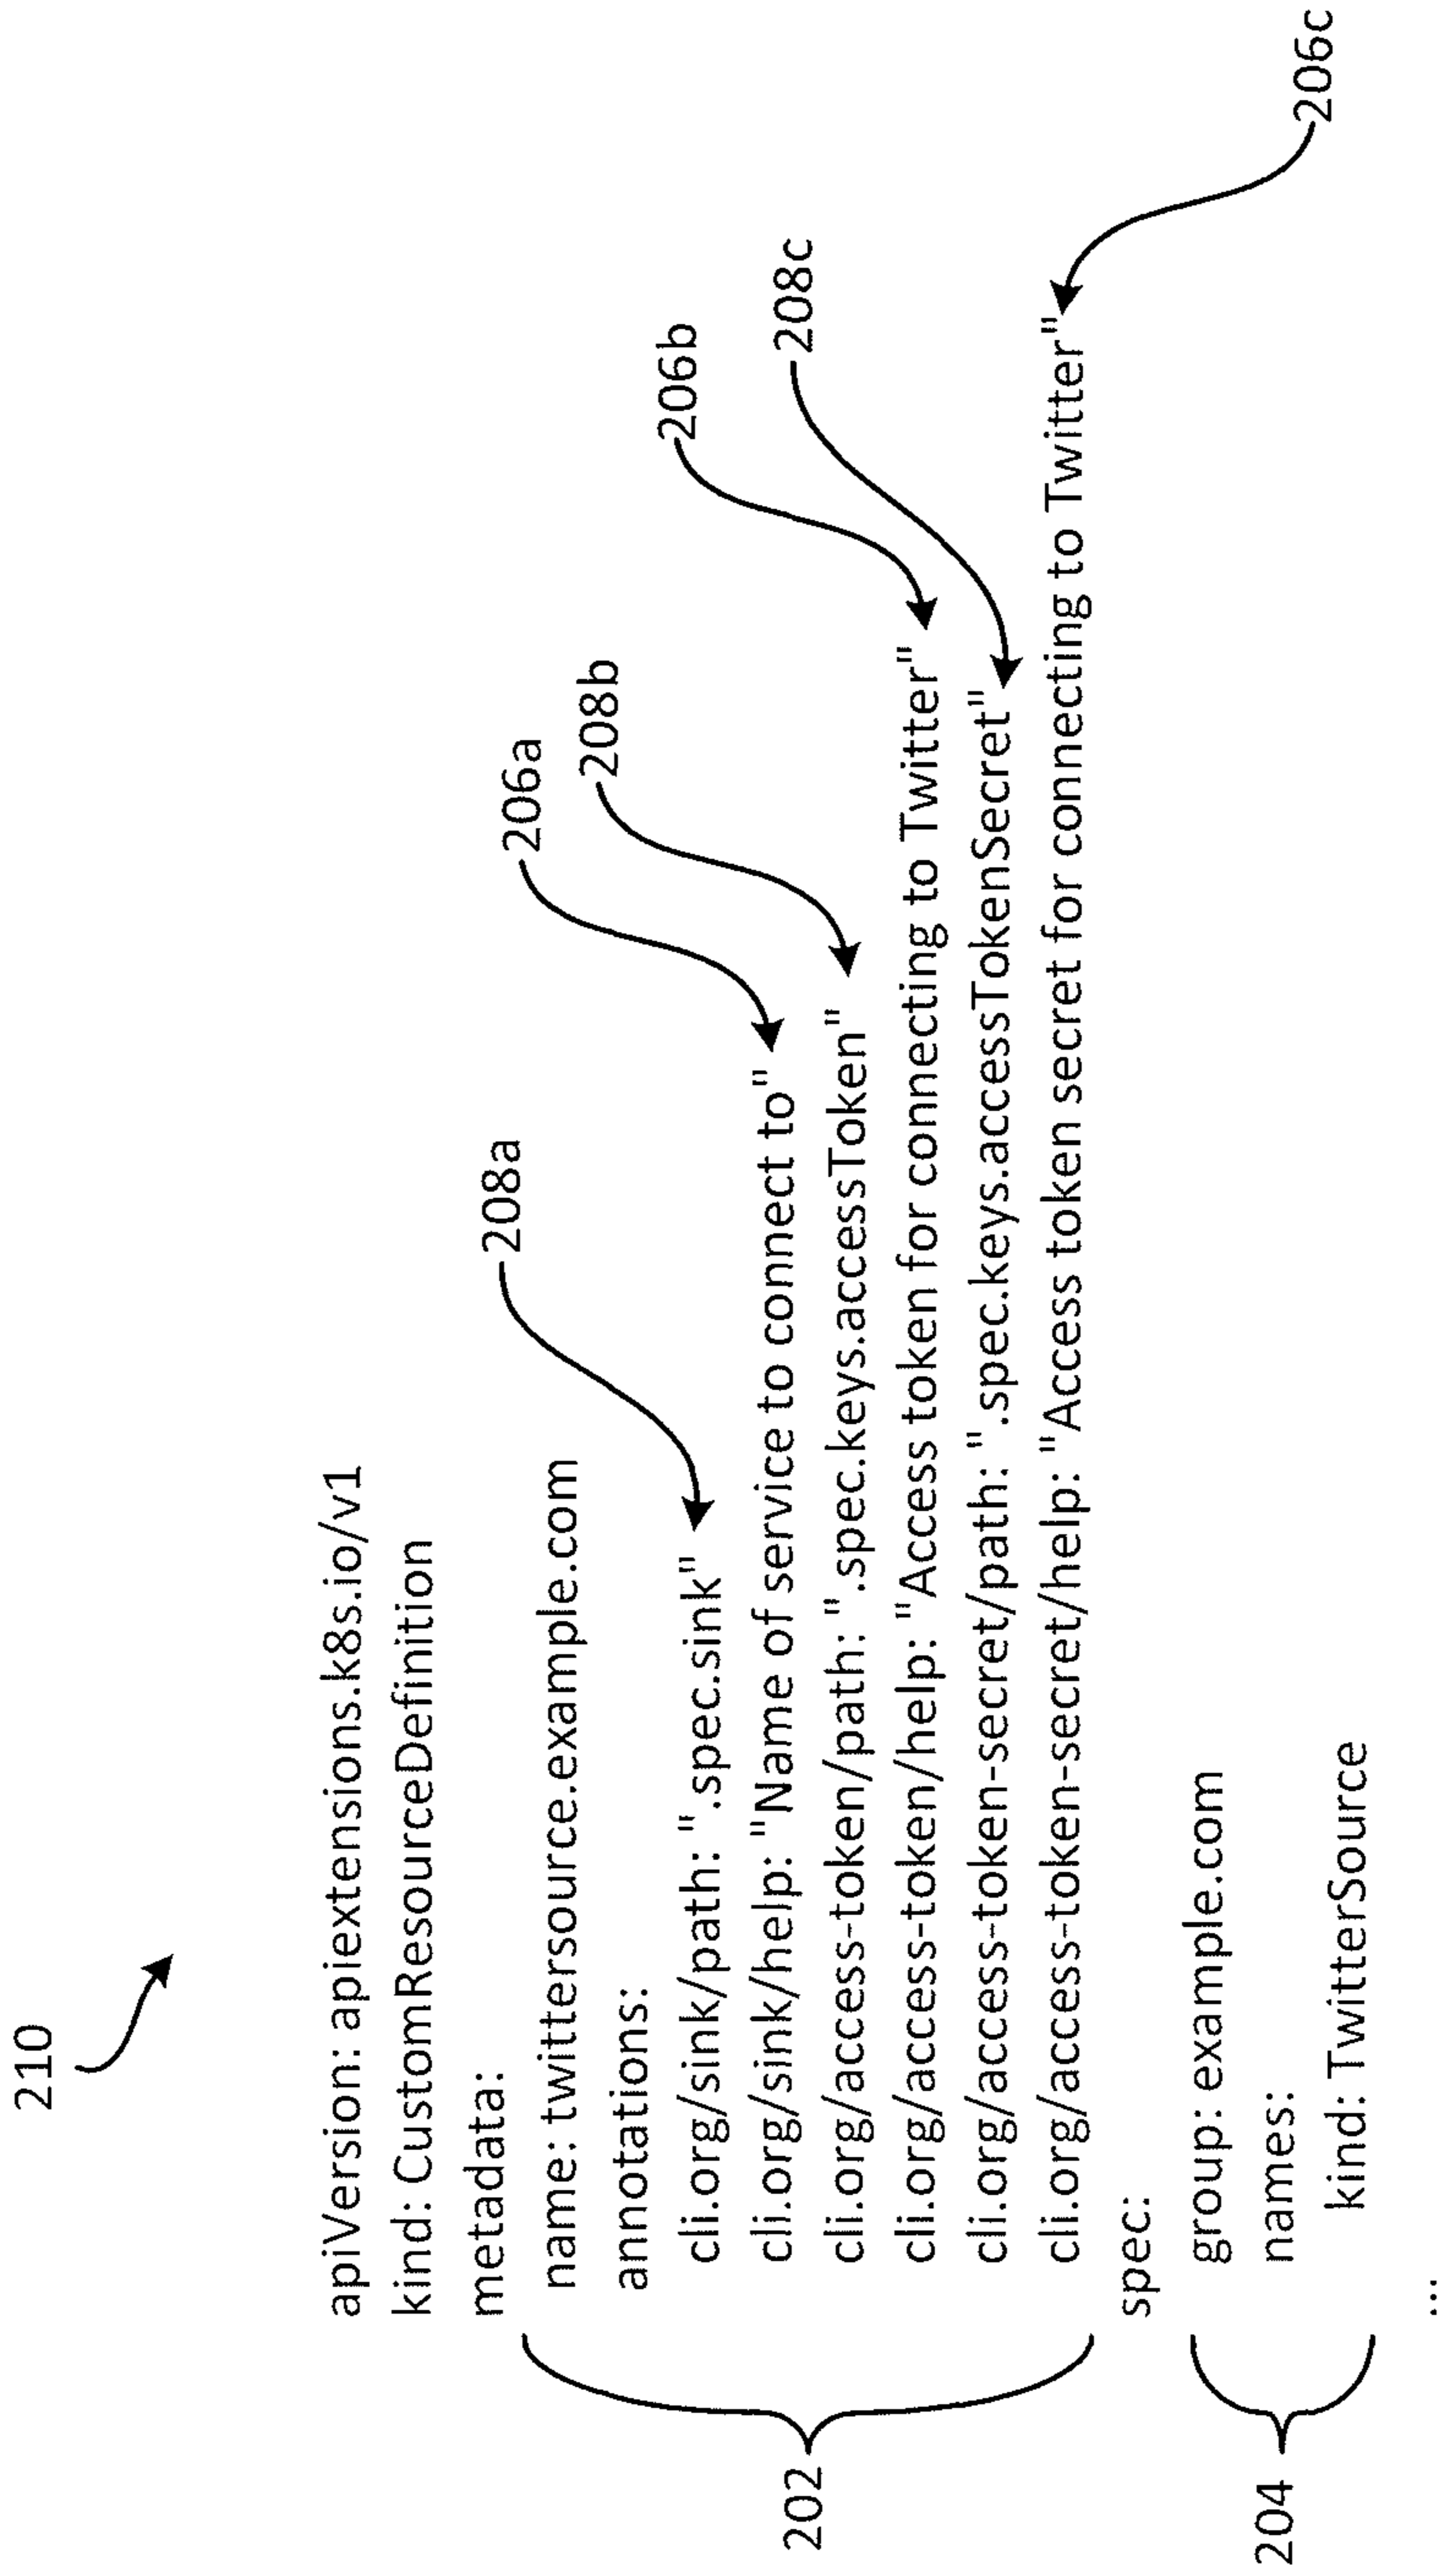 210
apiVersion: apiextensions.k8s.io/v1
kind: CustomResourceDefinition
metadata:
name: twittersource.example.com
annotations:
cli.org/sink/path: ".spec.sink"
208a
cli.org/sink/help: "Name of service to connect to"
206a
cli.org/access-token/path: ".spec.keys.accessToken"
208b
cli.org/access-token/help: "Access token for connecting to Twitter"
206b
cli.org/access-token-secret/path: ".spec.keys.accessTokenSecret"
208c
cli.org/access-token-secret/help: "Access token secret for connecting to Twitter"
206c
202
spec:
group: example.com
names:
kind: TwitterSource
204
...